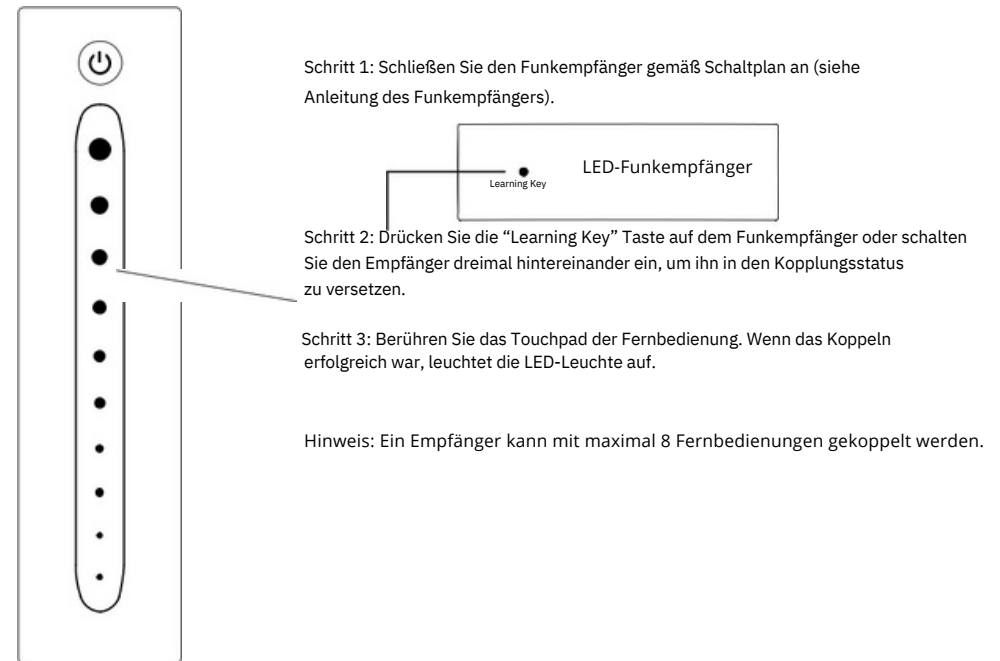 Schritt 1: Schließen Sie den Funkempfänger gemäß Schaltplan an (siehe
Anleitung des Funkempfängers).
LED-Funkempfänger
Learning Key
Schritt 2: Drücken Sie die “Learning Key” Taste auf dem Funkempfänger oder schalten
Sie den Empfänger dreimal hintereinander ein, um ihn in den Kopplungsstatus
zu versetzen.
Schritt 3: Berühren Sie das Touchpad der Fernbedienung. Wenn das Koppeln
erfolgreich war, leuchtet die LED-Leuchte auf.
Hinweis: Ein Empfänger kann mit maximal 8 Fernbedienungen gekoppelt werden.